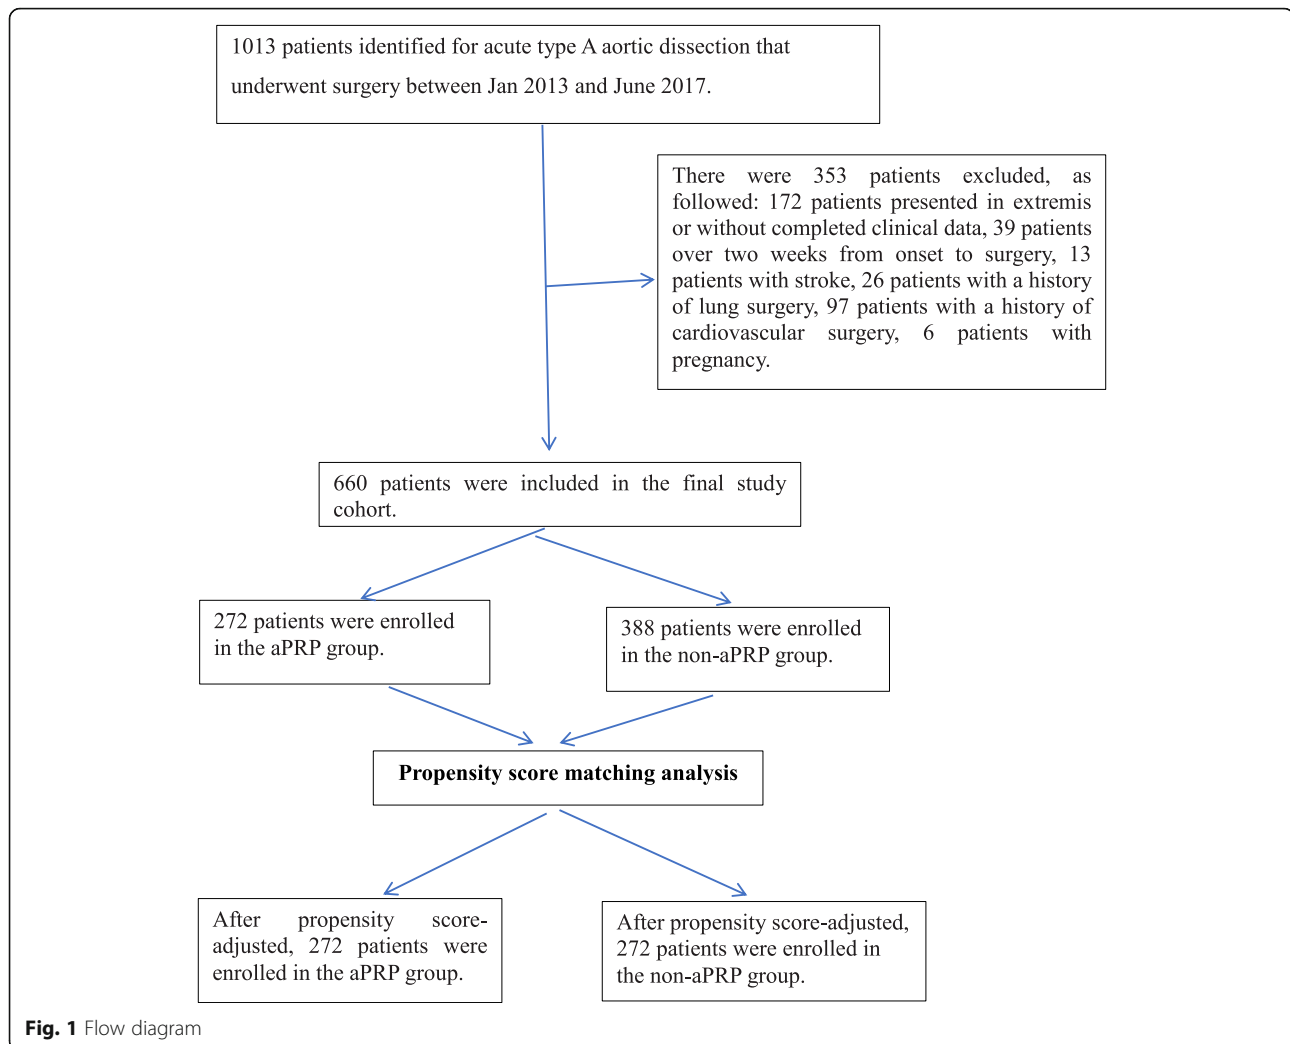 1013 patients identified for acute type A aortic dissection that
underwent surgery between Jan 2013 and June 2017.
There were 353 patients excluded, as
followed: 172 patients presented in extremis
or without completed clinical data, 39 patients
over two weeks from onset to surgery, 13
patients with stroke, 26 patients with a history
of lung surgery, 97 patients with a history of
cardiovascular surgery, 6 patients with
pregnancy.
660 patients were included in the final study
cohort.
272 patients were enrolled
in the aPRP group.
388 patients were enrolled
in the non-aPRP group.
Propensity score matching analysis
After propensity score-
adjusted, 272 patients were
enrolled in the aPRP group.
After propensity score-adjusted,
272 patients were enrolled in
the non-aPRP group.
Fig. 1 Flow diagram